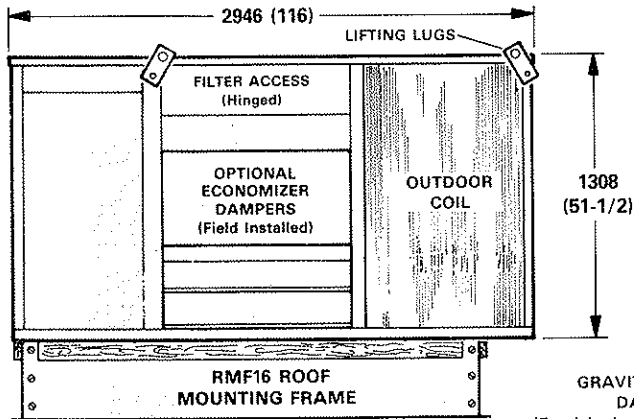 2946 (116)
LIFTING LUGS
FILTER ACCESS
(Hinged)
OPTIONAL
ECONOMIZER
DAMPERS
(Field Installed)
OUTDOOR
COIL
1308
(51-1/2)
RMF16 ROOF
MOUNTING FRAME
GRAVIT
DA